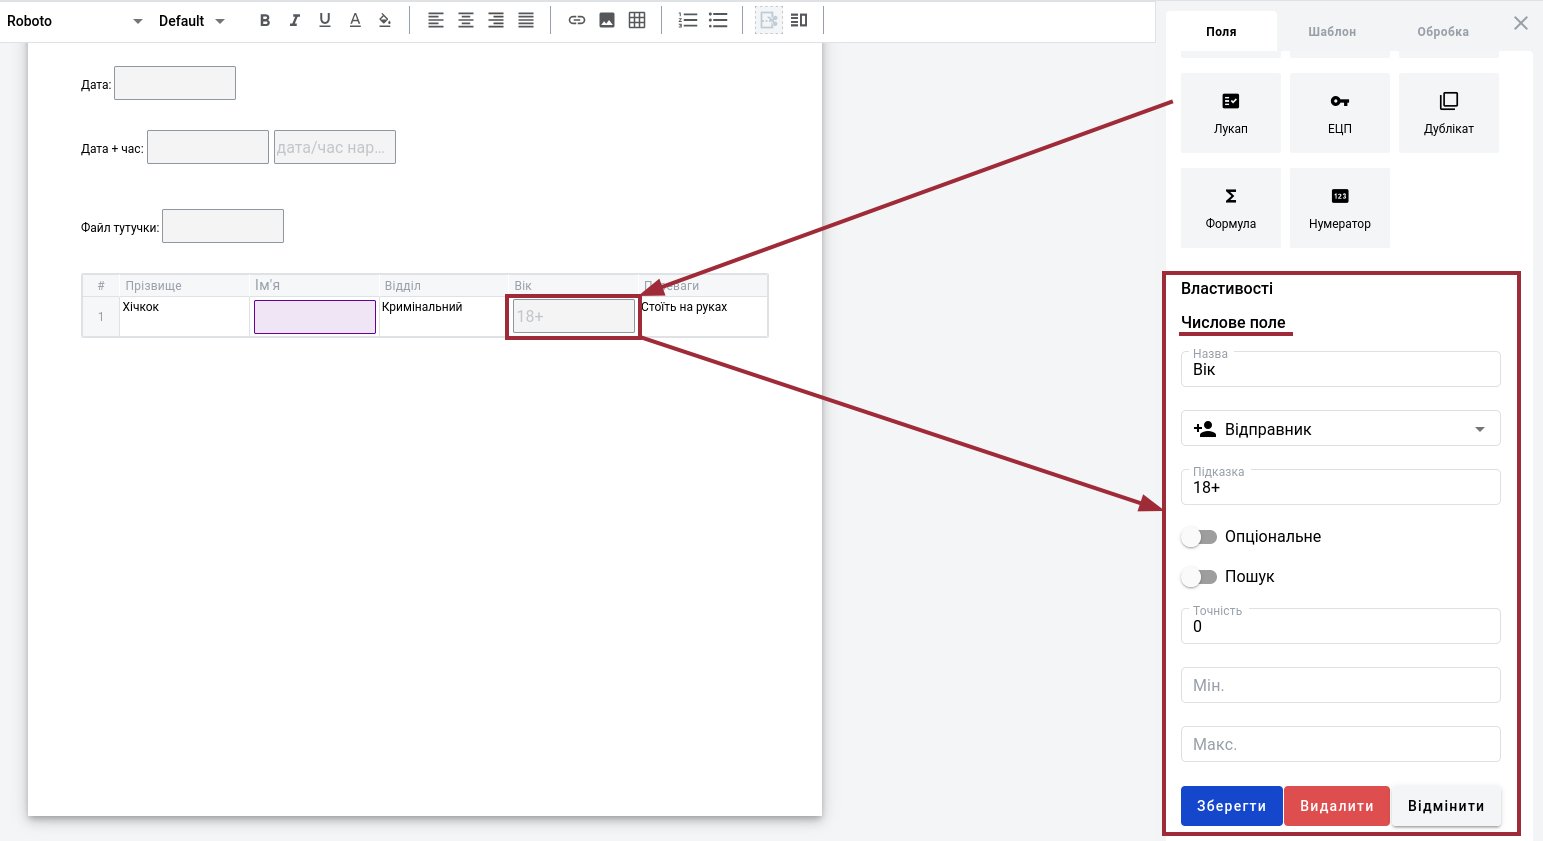 Roboto
Default
B I U A
Поля
Шаблон
Обробка
Дата:
Дата + час:
дата/час нар...
Файл тутучки:
# Прізвище Ім'я Відділ Вік
1 Хічкок Кримінальний 18+ Стоїть на руках
Лукап
ЕЦП
Дублікат
Формула
123
Нумератор
Властивості
Числове поле
Назва
Вік
Відправник
Підказка
18+
Опціональне
Пошук
Точність
0
Мін.
Макс.
Зберегти
Видалити
Відмінити